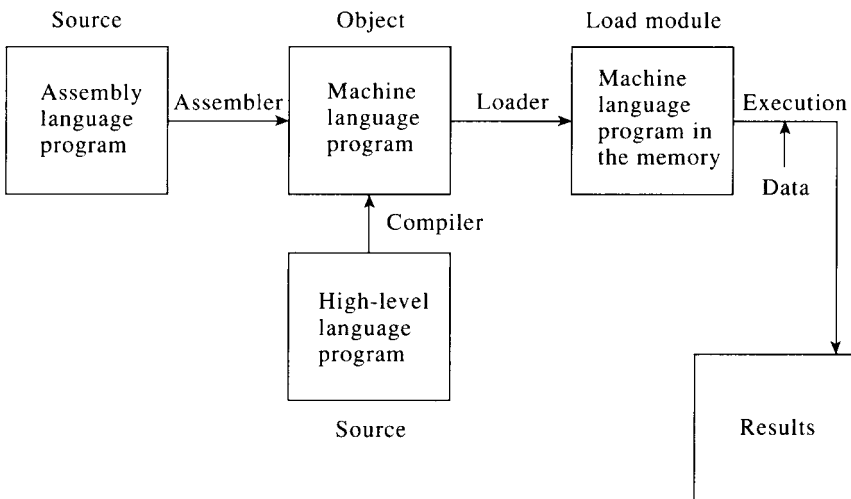 Source
Object
Load module
Assembly
language
program
Assembler
Machine
language
program
Loader
Machine
language
program in
the memory
Execution
Data
Compiler
High-level
language
program
Source
Results